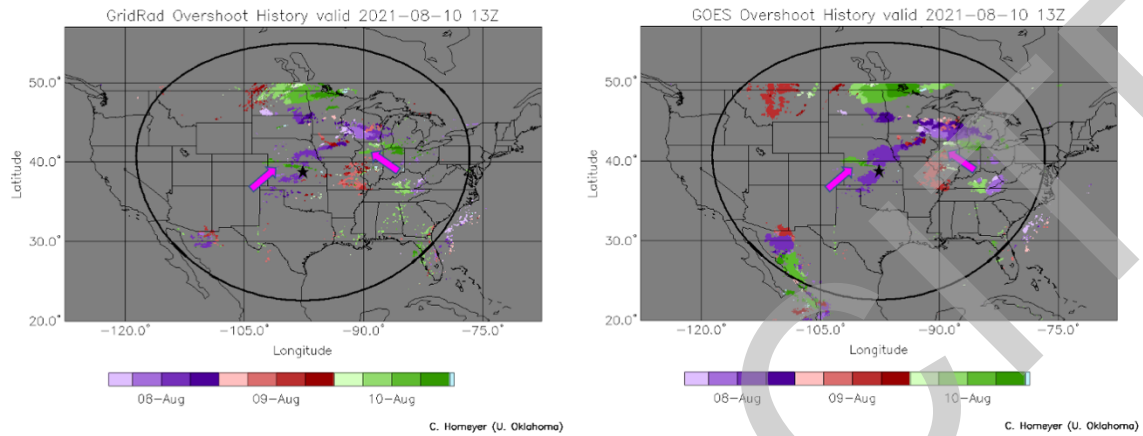 GridRad Overshoot History valid 2021-08-10 13Z
50.0°
40.0°
30.0°
20.0°
Latitude
-120.0°
-105.0°
-90.0°
-75.0°
Longitude
08-Aug
09-Aug
10-Aug
C. Homeyer (U. Oklahoma)
GOES Overshoot History valid 2021-08-10 13Z
50.0°
40.0°
30.0°
20.0°
Latitude
-120.0°
-105.0°
-90.0°
-75.0°
Longitude
08-Aug
09-Aug
10-Aug
C. Homeyer (U. Oklahoma)